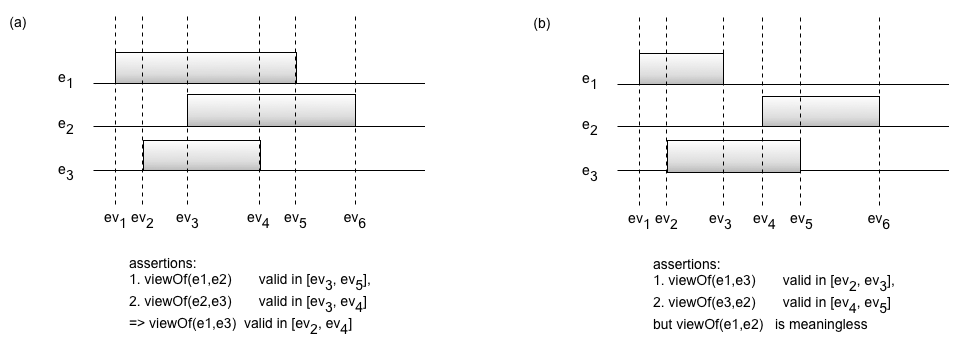 (a)
e1
e2
e3
ev1 ev2 ev3 ev4 ev5 ev6
assertions:
1. viewOf(e1,e2) valid in [ev3, ev5],
2. viewOf(e2,e3) valid in [ev3, ev4]
=> viewOf(e1,e3) valid in [ev2, ev4]
(b)
e1
e2
e3
ev1 ev2 ev3 ev4 ev5 ev6
assertions:
1. viewOf(e1,e3) valid in [ev2, ev3],
2. viewOf(e3,e2) valid in [ev4, ev5]
but viewOf(e1,e2) is meaningless